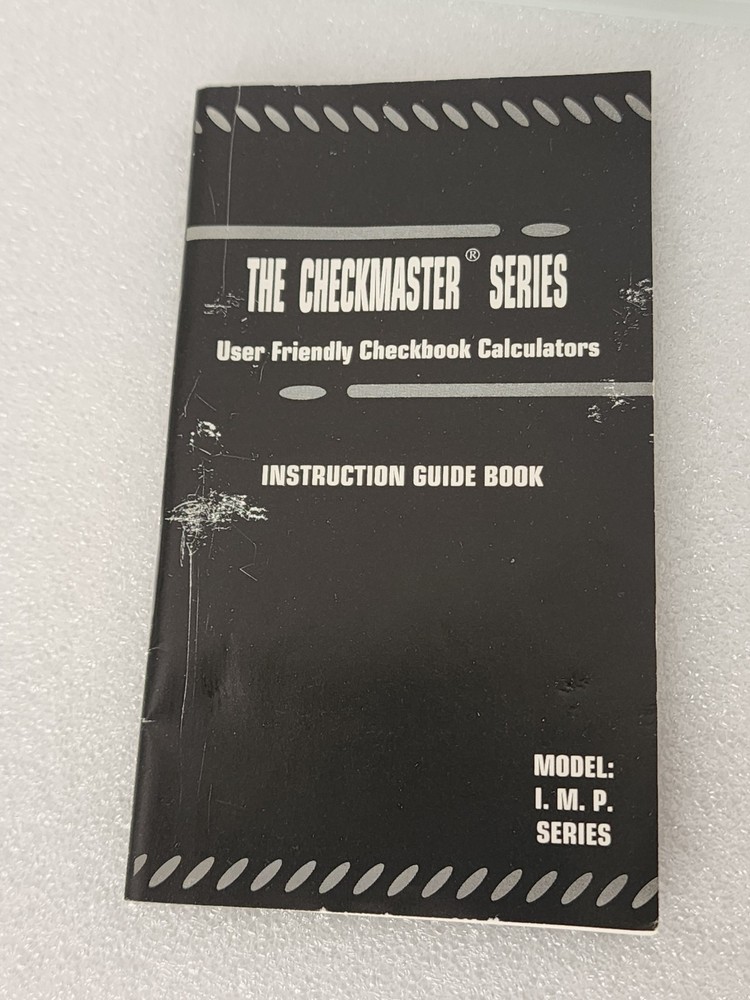 THE CHECKMASTER® SERIES
User Friendly Checkbook Calculators
INSTRUCTION GUIDE BOOK
MODEL:
I. M. P.
SERIES